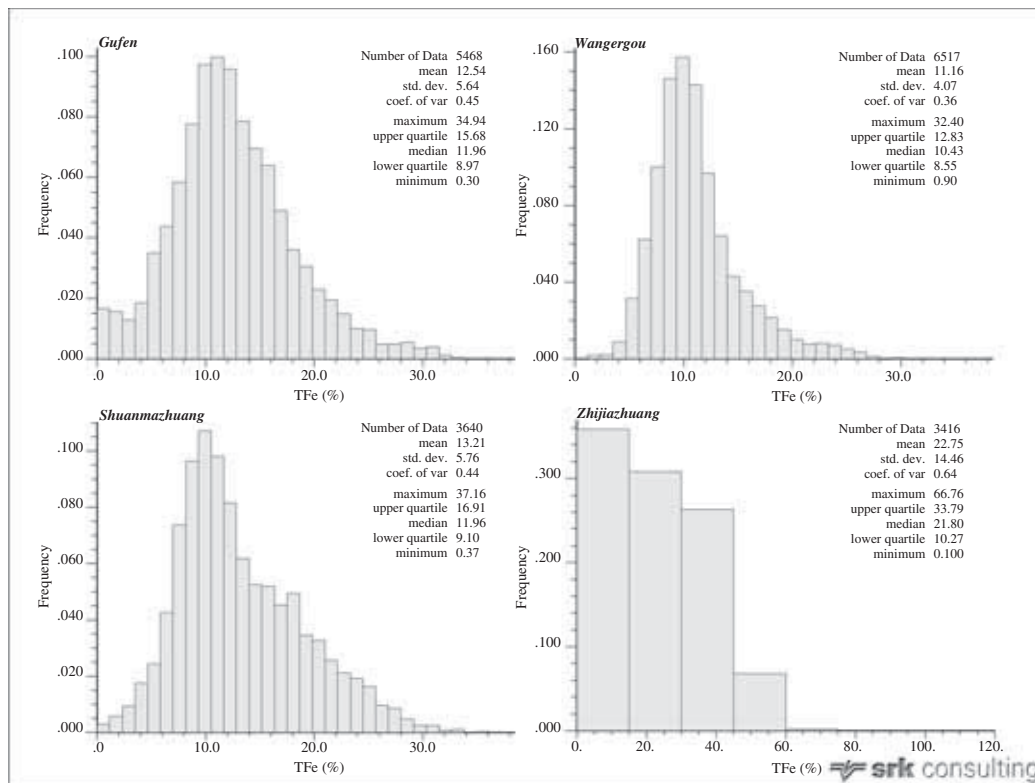 Gufen
Number of Data 5468
mean 12.54
std. dev. 5.64
coef. of var 0.45
maximum 34.94
upper quartile 15.68
median 11.96
lower quartile 8.97
minimum 0.30
Frequency
.100
.080
.060
.040
.020
.000
.0 10.0 20.0 30.0
TFe (%)
Wangergou
Number of Data 6517
mean 11.16
std. dev. 4.07
coef. of var 0.36
maximum 32.40
upper quartile 12.83
median 10.43
lower quartile 8.55
minimum 0.90
Frequency
.160
.120
.080
.040
.000
.0 10.0 20.0 30.0
TFe (%)
Shuanmazhuang
Number of Data 3640
mean 13.21
std. dev. 5.76
coef. of var 0.44
maximum 37.16
upper quartile 16.91
median 11.96
lower quartile 9.10
minimum 0.37
Frequency
.100
.080
.060
.040
.020
.000
.0 10.0 20.0 30.0
TFe (%)
Zhijiazhuang
Number of Data 3416
mean 22.75
std. dev. 14.46
coef. of var 0.64
maximum 66.76
upper quartile 33.79
median 21.80
lower quartile 10.27
minimum 0.100
Frequency
.300
.200
.100
.000
0. 20. 40. 60. 80. 100. 120.
TFe (%)
srk consulting